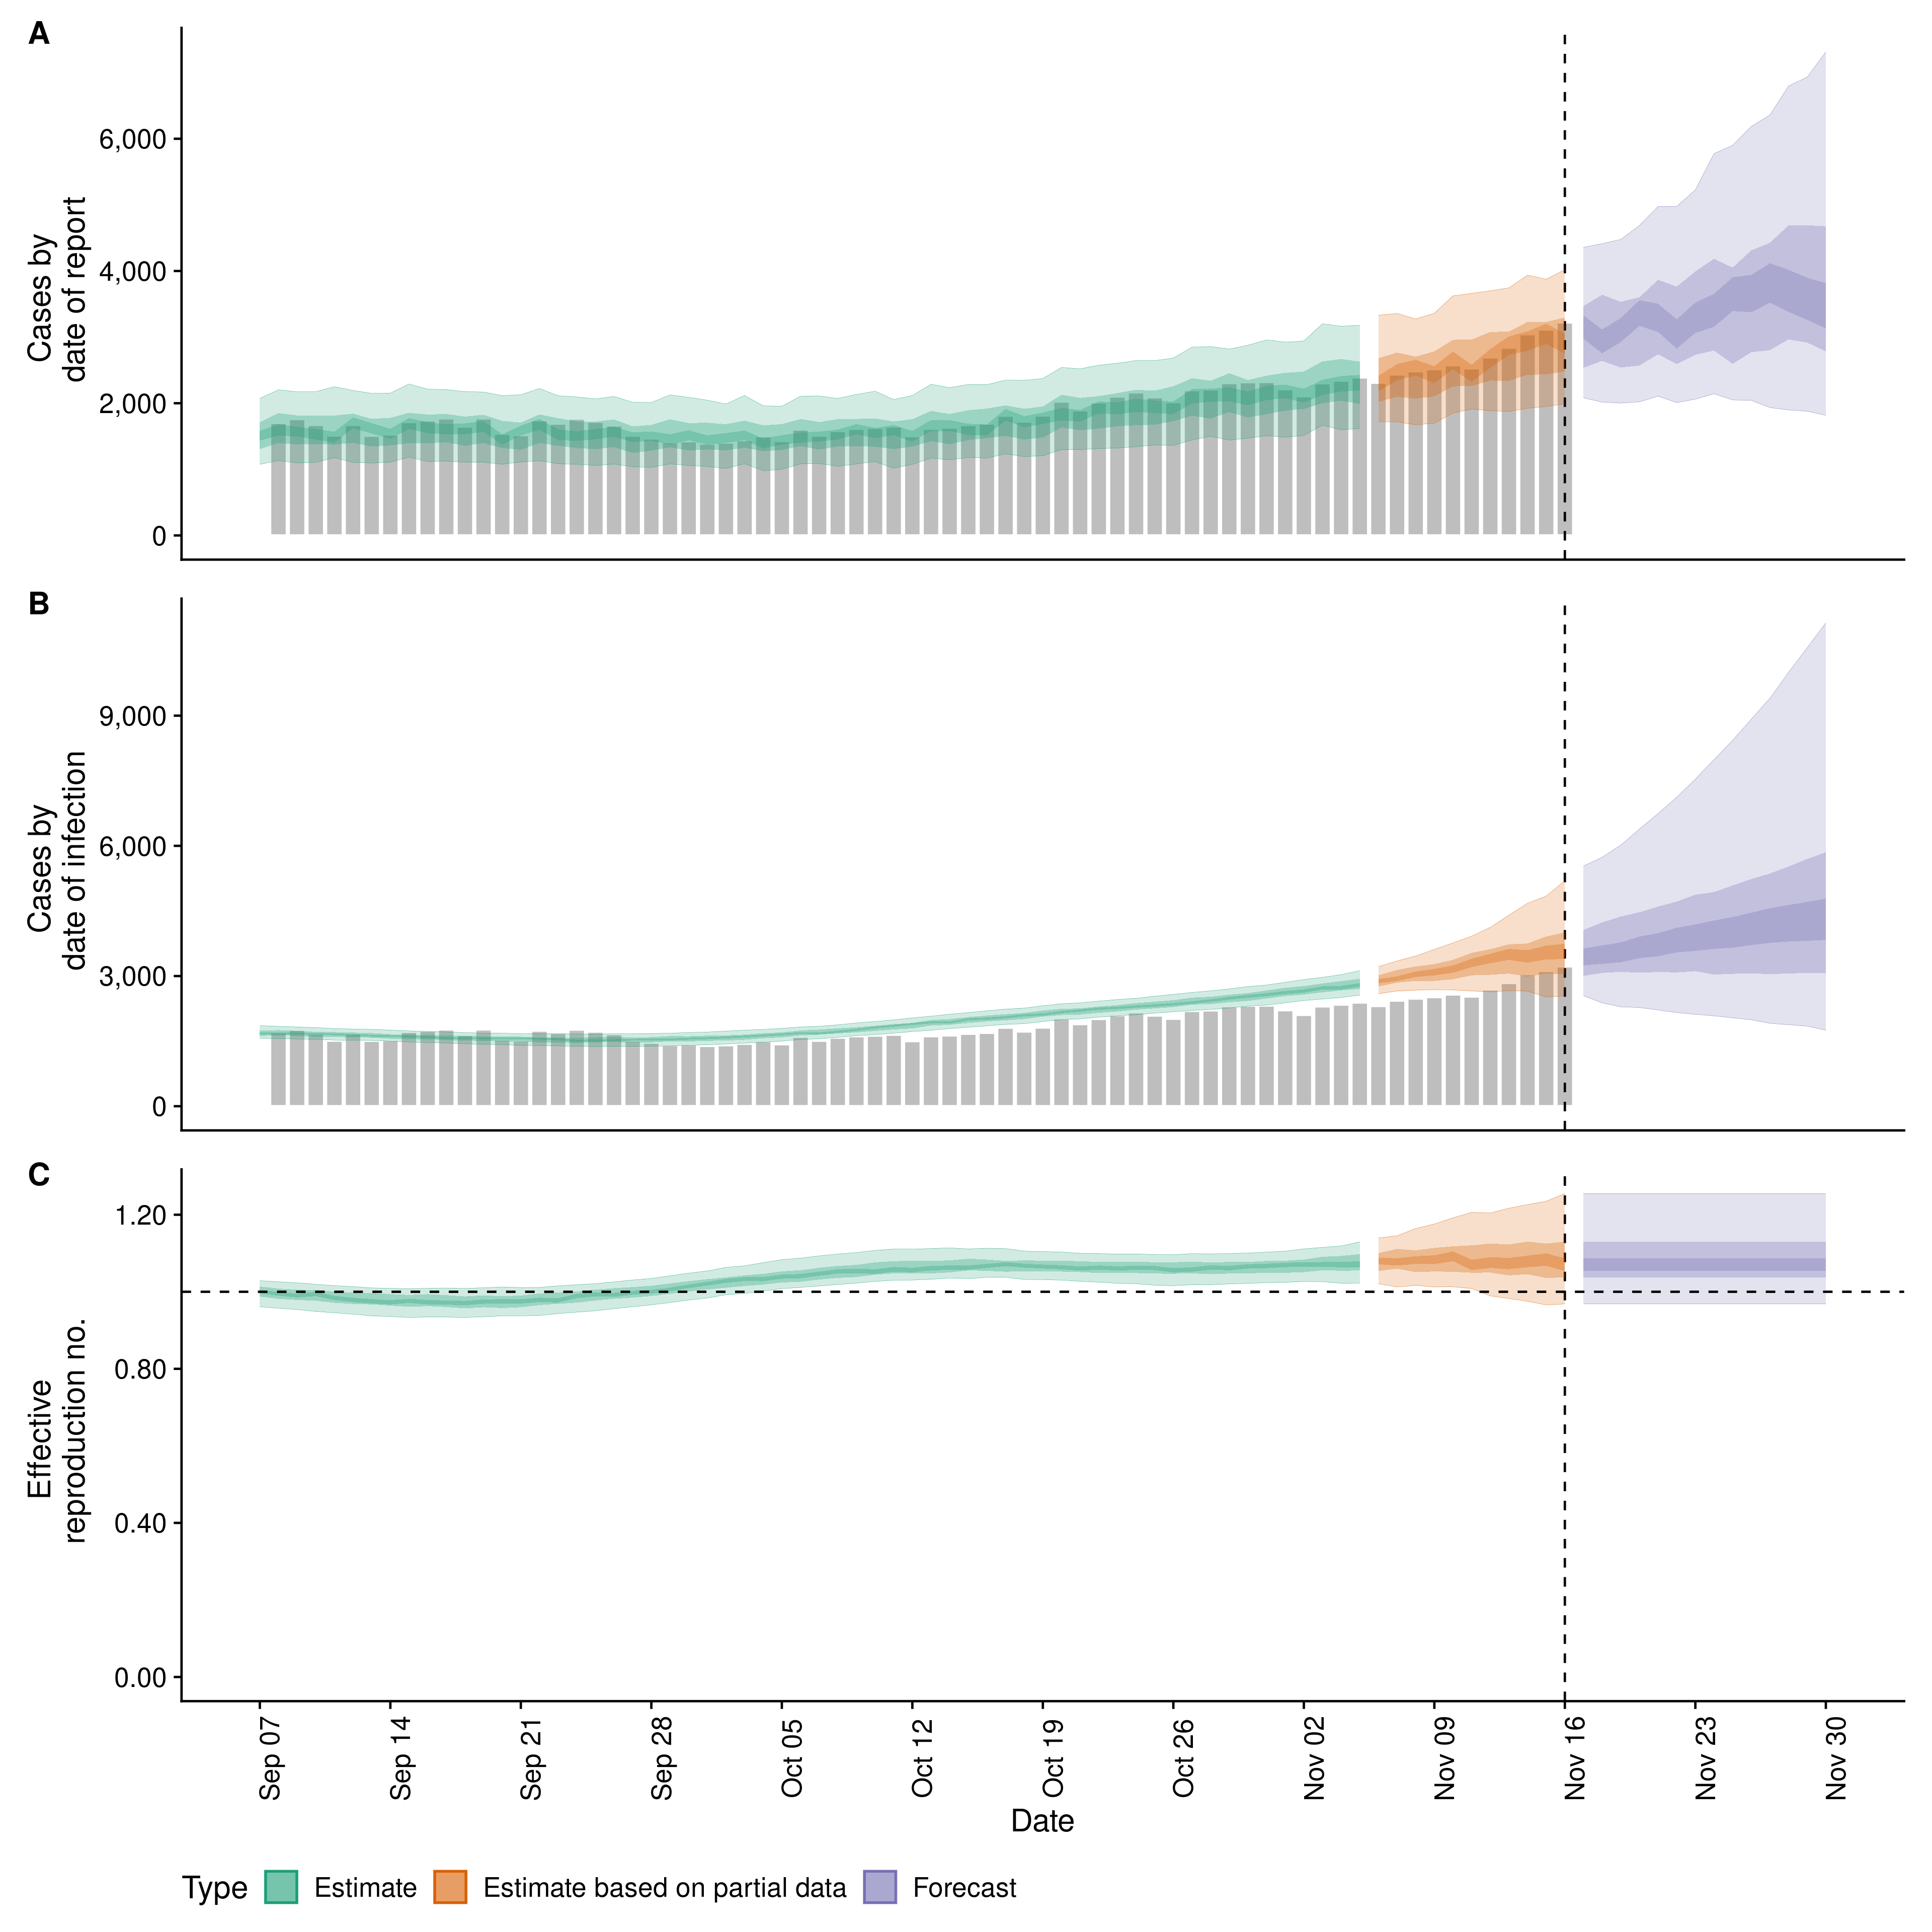 A
Cases by
date of report
6,000
4,000
2,000
0
B
Cases by
date of infection
9,000
6,000
3,000
0
C
Effective
reproduction no.
1.20
0.80
0.40
0.00
Sep 07
Sep 14
Sep 21
Sep 28
Oct 05
Oct 12
Oct 19
Oct 26
Nov 02
Nov 09
Nov 16
Nov 23
Nov 30
Date
Type Estimate Estimate based on partial data Forecast